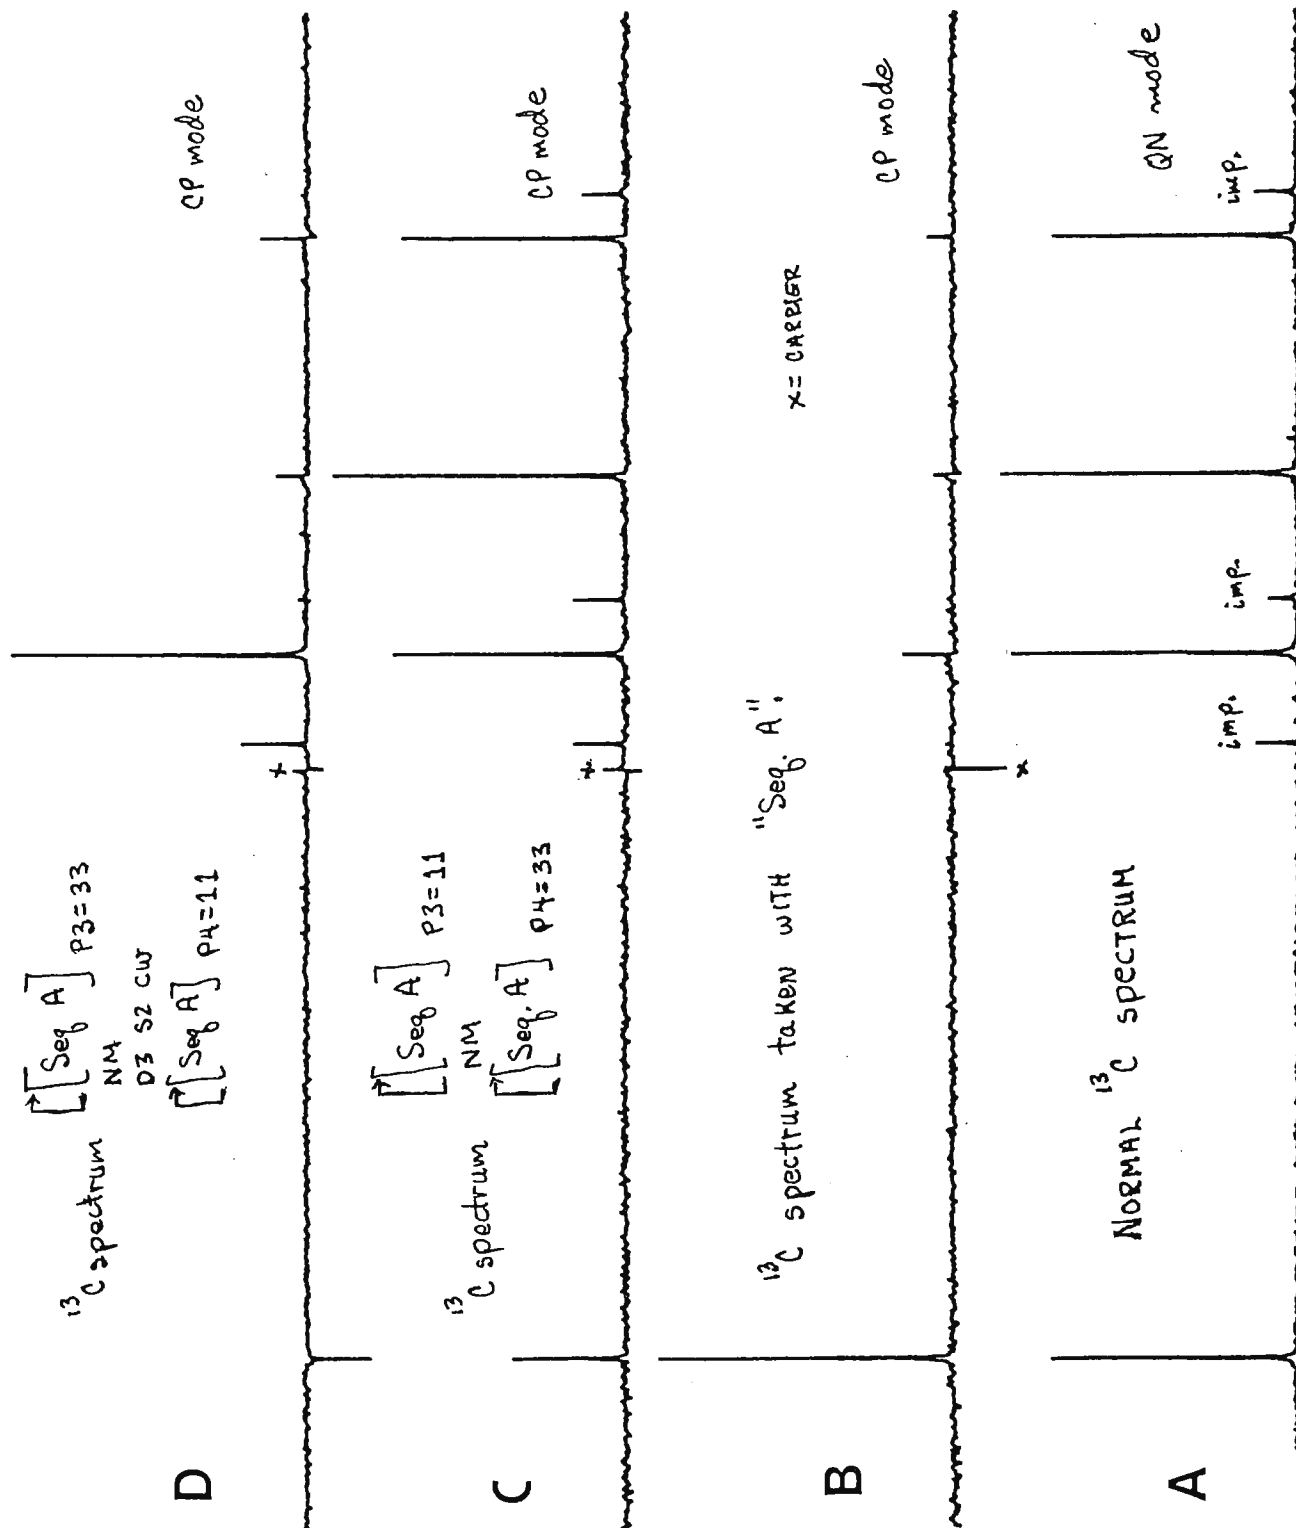 D
¹³C spectrum [[Seq A] P3=33
NM
D3 S2 CW
[[Seq A] P4=11
CP mode
x
C
¹³C spectrum [[Seq A] P3=11
NM
[[Seq. A] P4=33
CP mode
x
B
¹³C spectrum taken WITH "Seq. A".
x = CARRIER
CP mode
x
A
NORMAL ¹³C SPECTRUM
imp.
imp.
imp.
QN mode